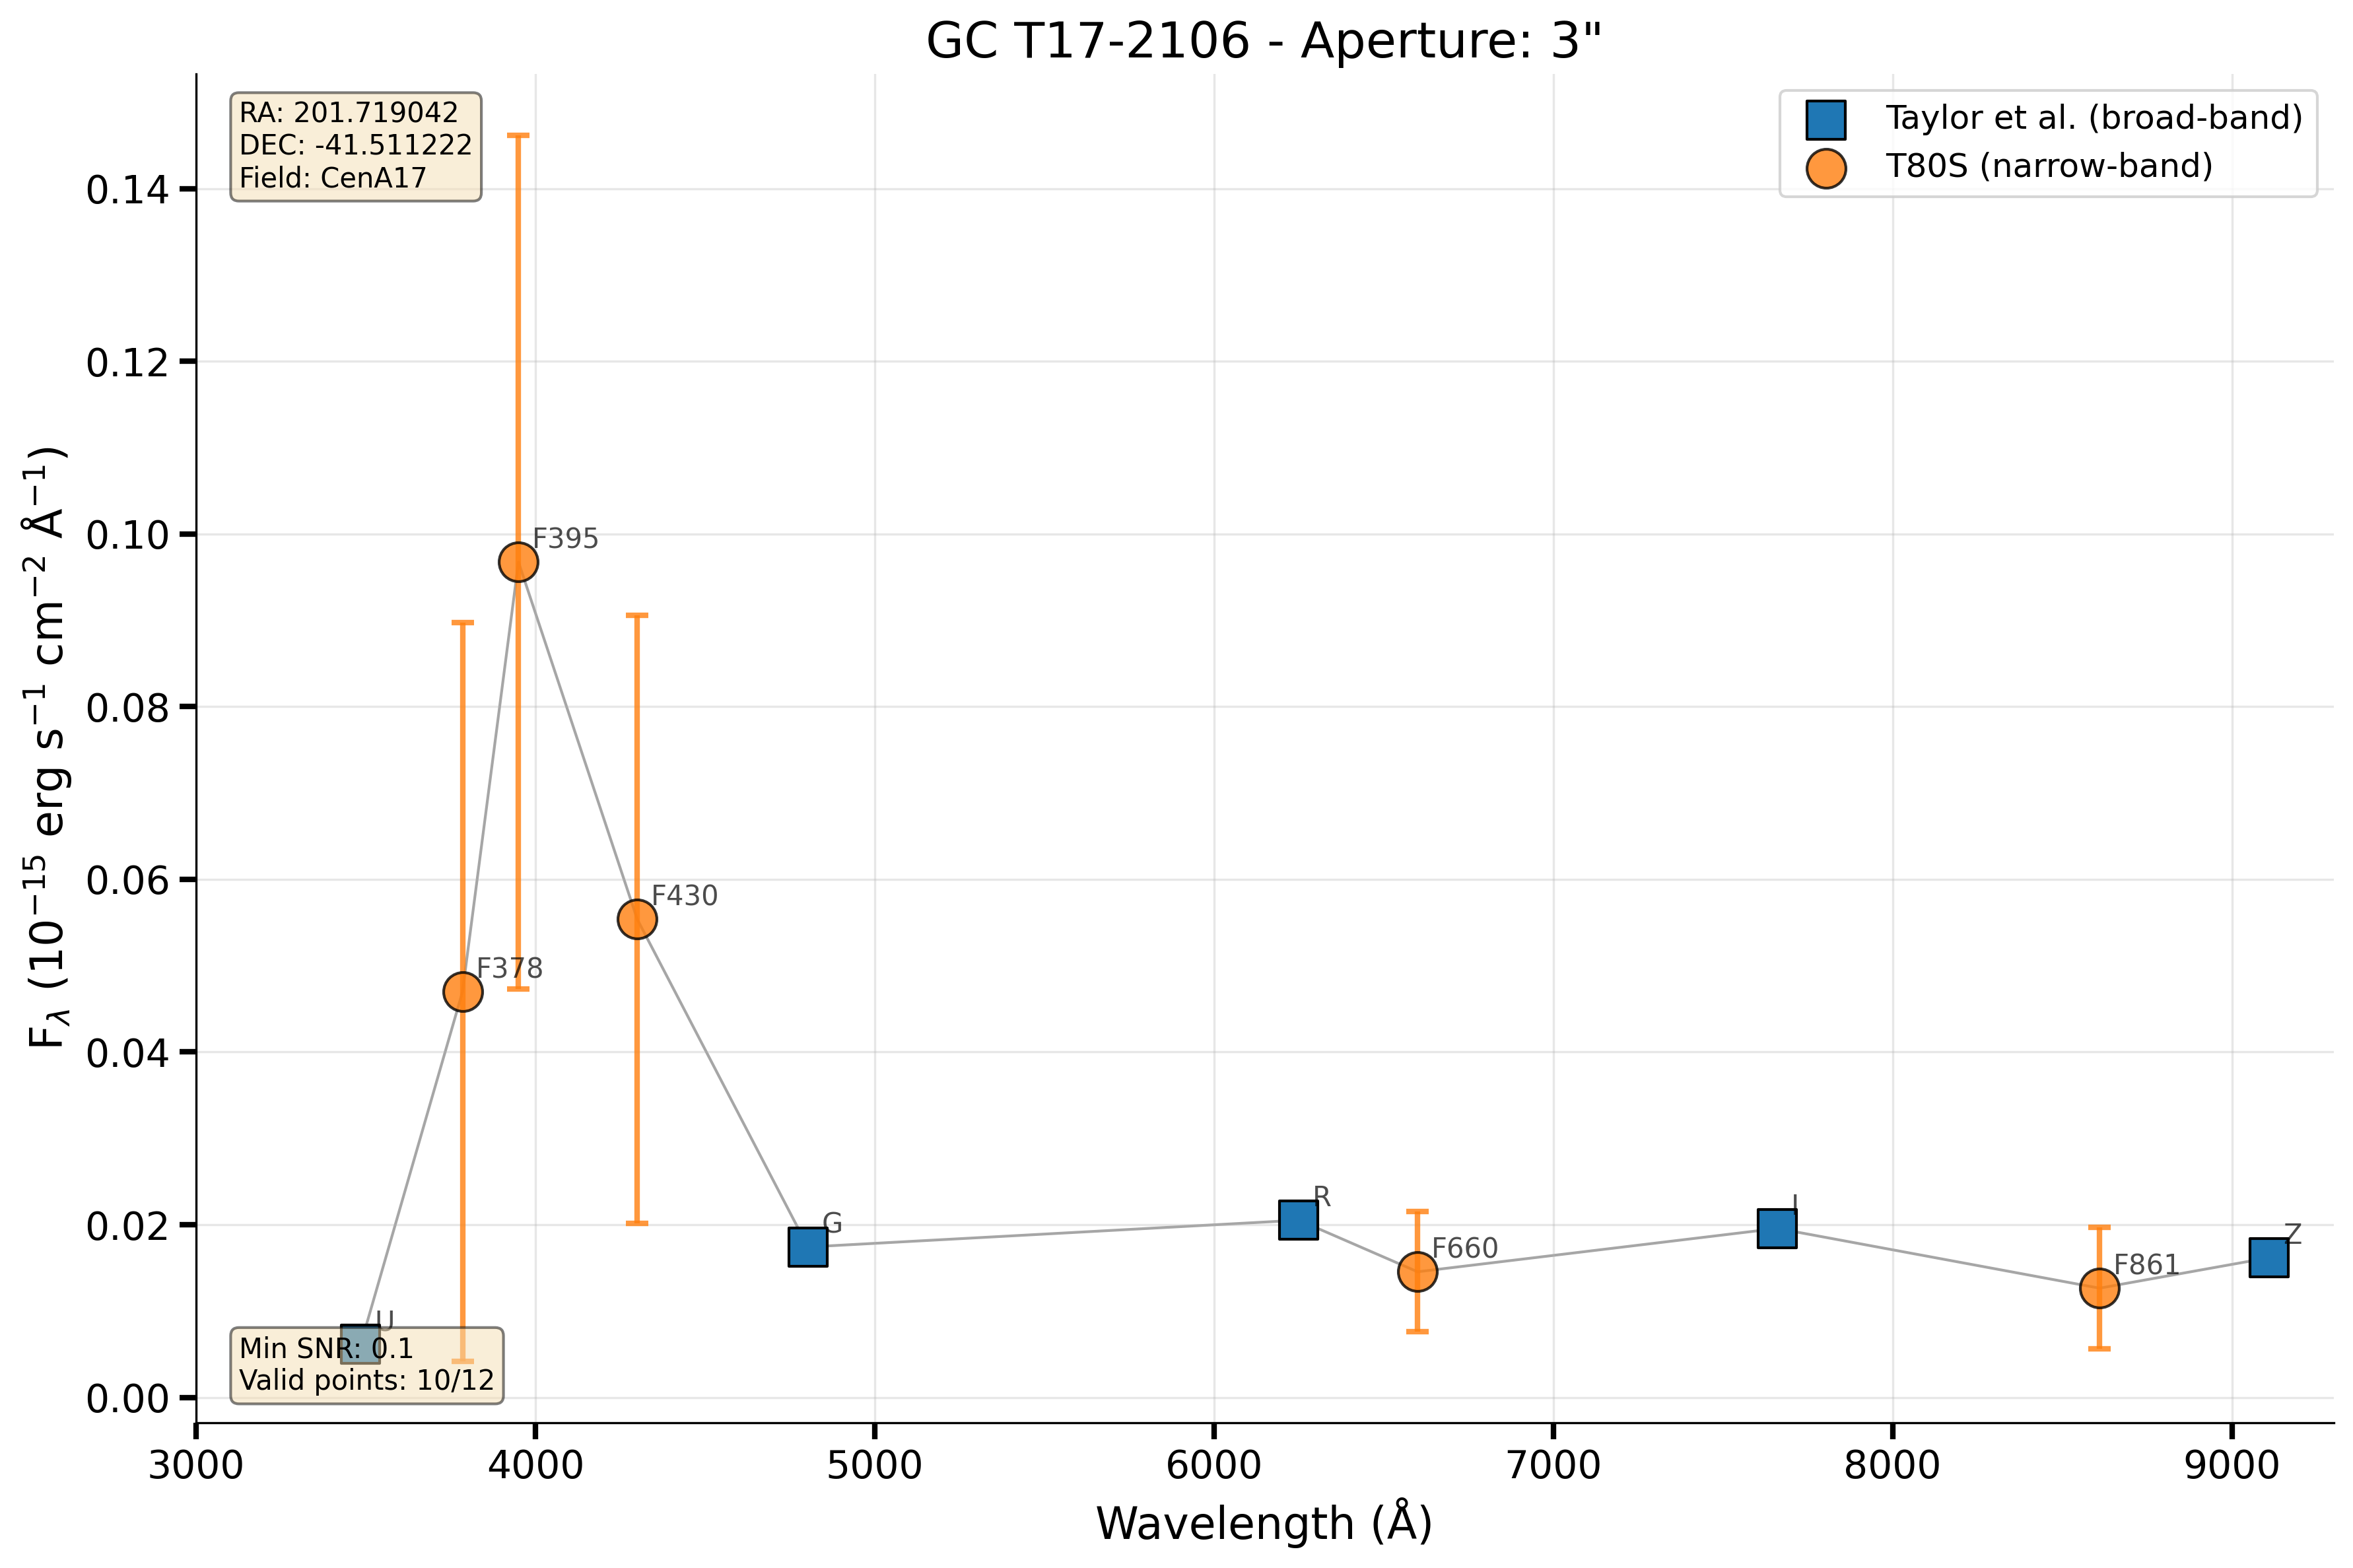 GC T17-2106 - Aperture: 3"
RA: 201.719042
DEC: -41.511222
Field: CenA17
Taylor et al. (broad-band)
T80S (narrow-band)
F_λ (10⁻¹⁵ erg s⁻¹ cm⁻² Å⁻¹)
0.14
0.12
0.10
0.08
0.06
0.04
0.02
0.00
F395
F430
F378
U
G
R
F660
I
F861
Z
Min SNR: 0.1
Valid points: 10/12
3000
4000
5000
6000
7000
8000
9000
Wavelength (Å)